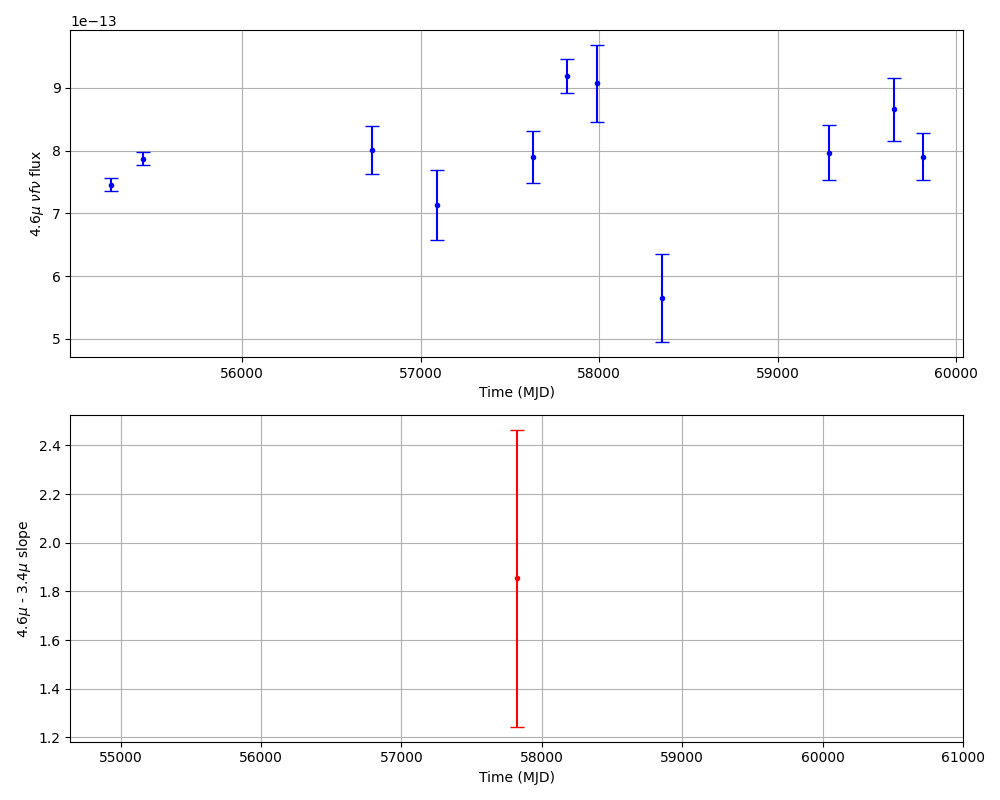 1e−13
9
8
7
6
5
4.6μ νfν flux
56000 57000 58000 59000 60000
Time (MJD)
2.4
2.2
2.0
1.8
1.6
1.4
1.2
4.6μ - 3.4μ slope
55000 56000 57000 58000 59000 60000 61000
Time (MJD)